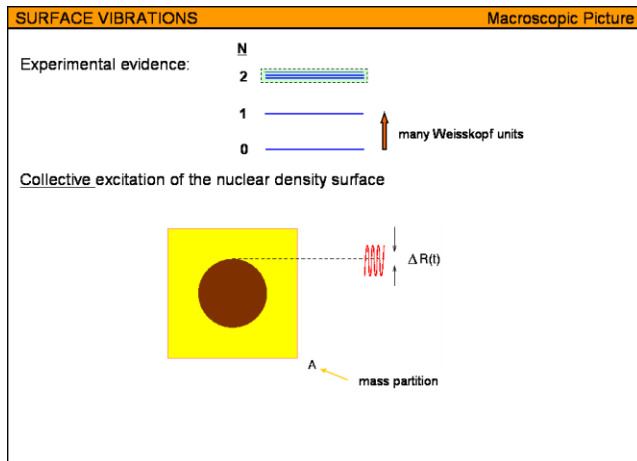 SURFACE VIBRATIONS Macroscopic Picture
N
Experimental evidence:
2
1
many Weisskopf units
0
Collective excitation of the nuclear density surface
Δ R(t)
A
mass partition